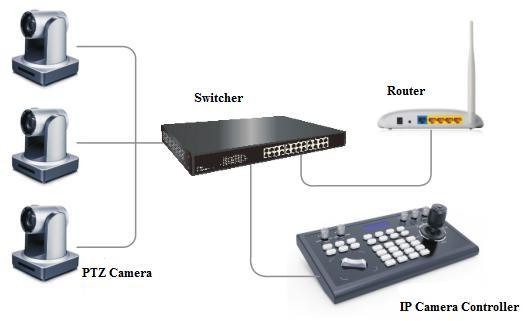 Switcher
Router
PTZ Camera
IP Camera Controller